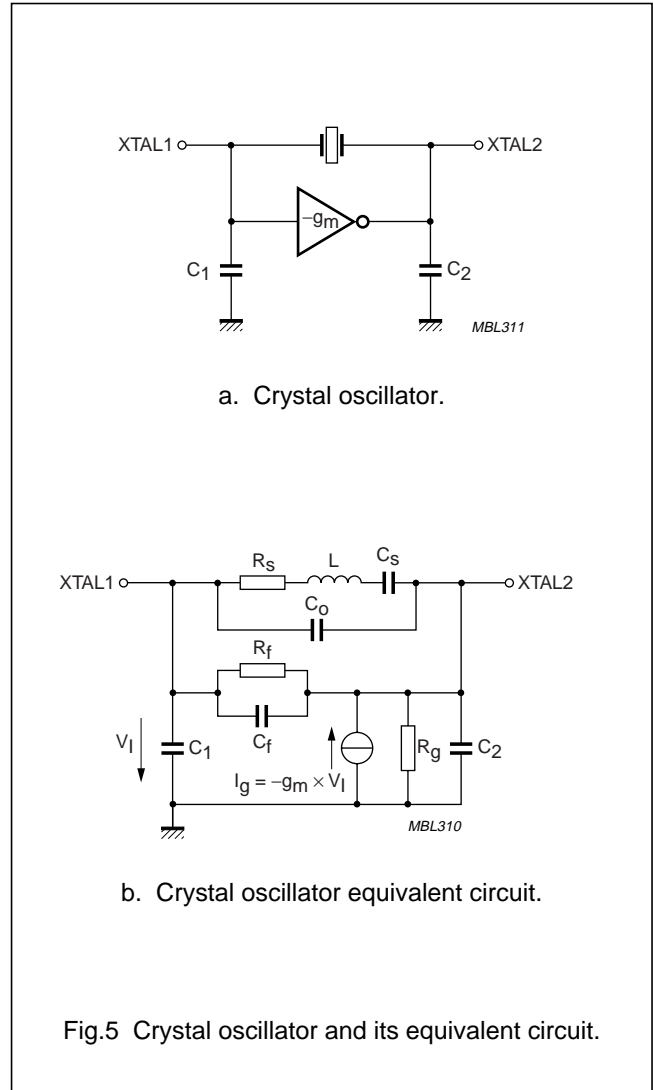 XTAL1
XTAL2
−gm
C1
C2
MBL311
a. Crystal oscillator.
Rs
L
Cs
XTAL1
XTAL2
Co
Rf
VI
C1
Cf
Rg
C2
Ig = −gm × VI
MBL310
b. Crystal oscillator equivalent circuit.
Fig.5 Crystal oscillator and its equivalent circuit.